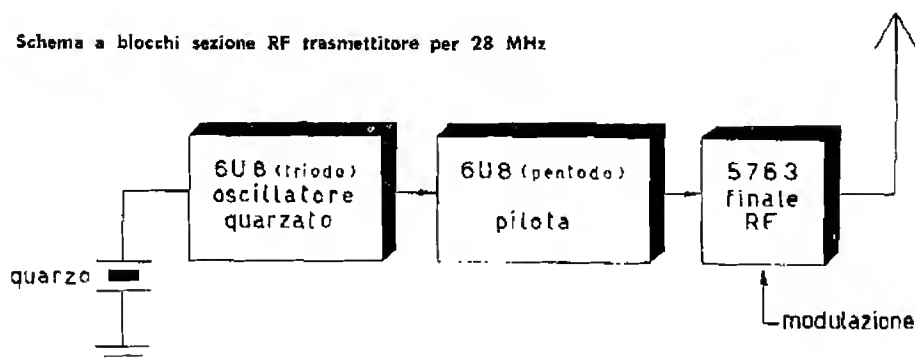 Schema a blocchi sezione RF trasmettitore per 28 MHz
6U8 (triodo)
oscillatore
quarzato
6U8 (pentodo)
pilota
5763
finale
RF
quarzo
modulazione